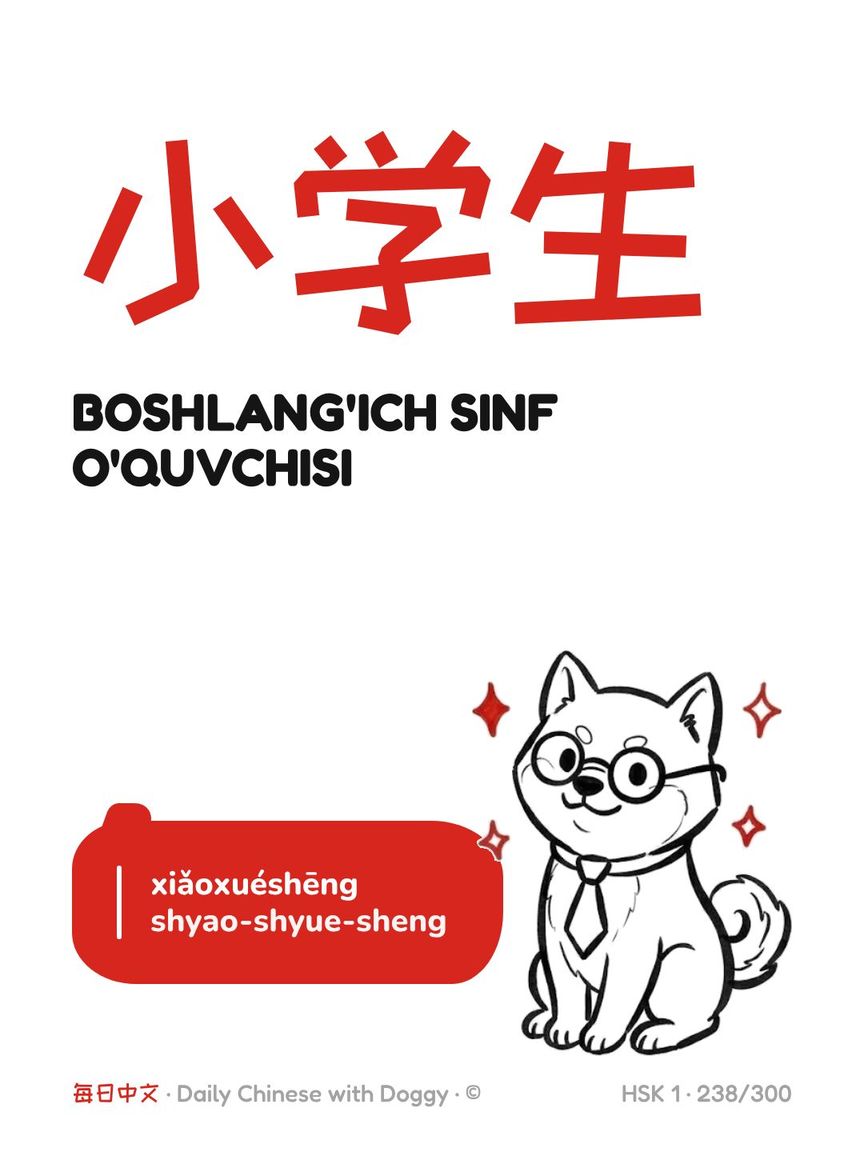 小学生
BOSHLANG'ICH SINF
O'QUVCHISI
xiǎoxuéshēng
shyao-shyue-sheng
每日中文 · Daily Chinese with Doggy · ©
HSK 1 · 238/300